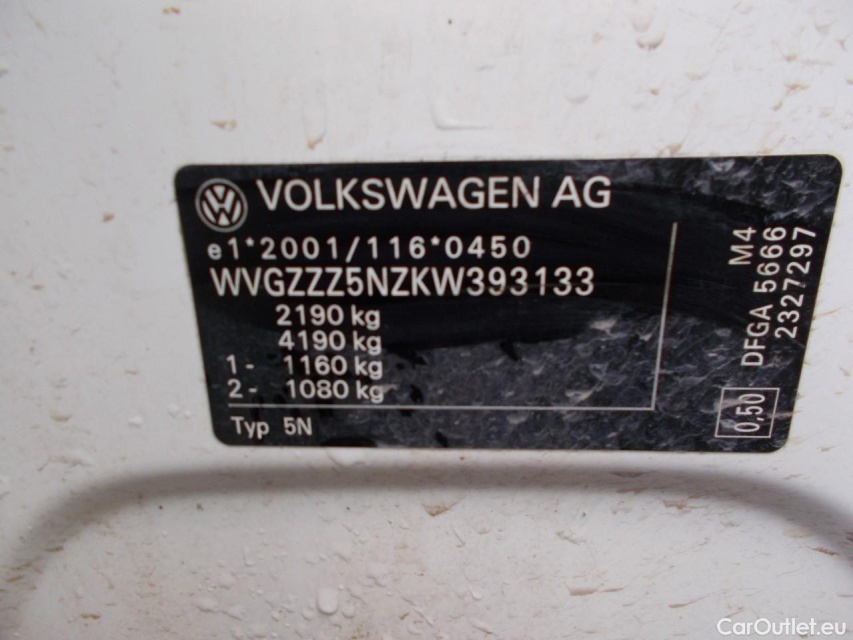 VOLKSWAGEN AG
e1*2001/116*0450
WVGZZZ5NZKW393133
2190 kg
4190 kg
1- 1160 kg
2- 1080 kg
Typ 5N
M4
DFGA 5666
2327297
0,50
CarOutlet.eu